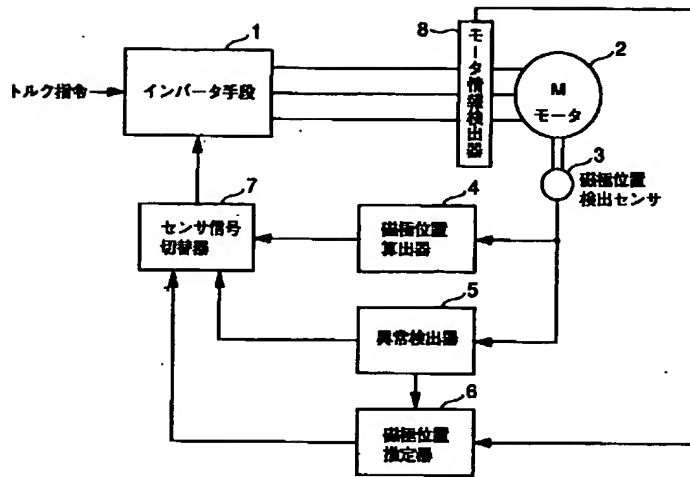 1
8
2
トルク指令
インバータ手段
モータ情報検出器
M
モータ
3
磁極位置
検出センサ
7
4
センサ信号
切替器
磁極位置
算出器
5
異常検出器
6
磁極位置
推定器